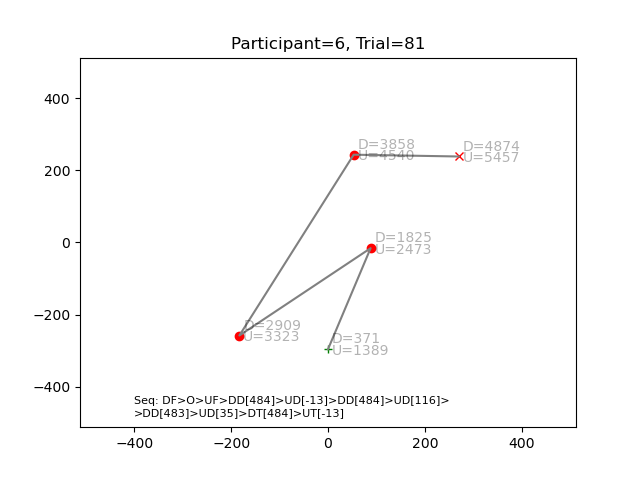 Participant=6, Trial=81
400
200
0
−200
−400
−400
−200
0
200
400
D=3858
U=4540
D=4874
U=5457
D=1825
U=2473
D=2909
U=3323
D=371
U=1389
Seq: DF>O>UF>DD[484]>UD[-13]>DD[484]>UD[116]>
>DD[483]>UD[35]>DT[484]>UT[-13]